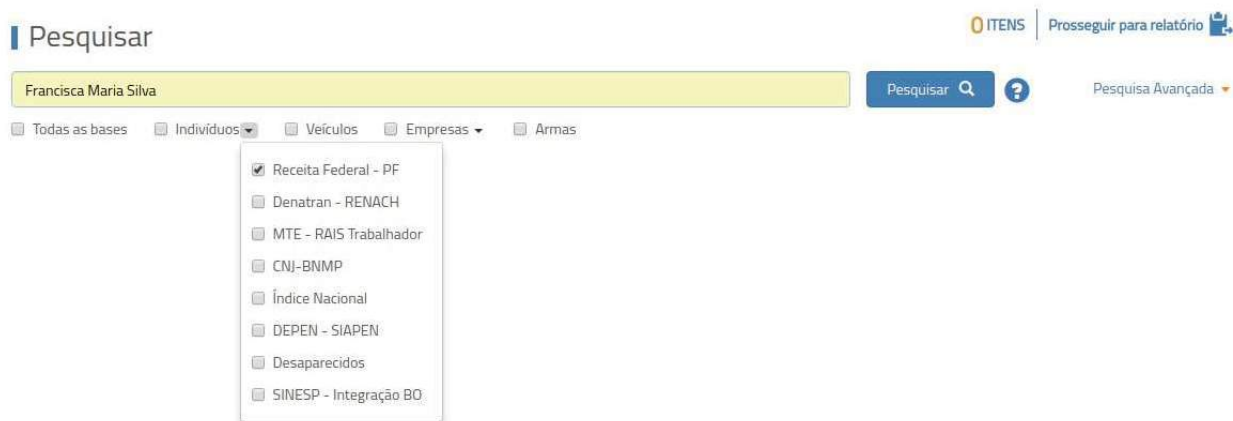 Pesquisar
0 ITENS Prosseguir para relatório
Francisca Maria Silva
Pesquisar ? Pesquisa Avançada
Todas as bases Indivíduos Veículos Empresas Armas
Receita Federal - PF
Denatran - RENACH
MTE - RAIS Trabalhador
CNJ-BNMP
Índice Nacional
DEPEN - SIAPEN
Desaparecidos
SINESP - Integração BO